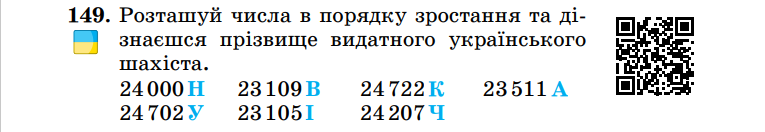 149. Розташуй числа в порядку зростання та ді-
знаєшся прізвище видатного українського
шахіста.
24 000 Н 23 109 В 24 722 К 23 511 А
24 702 У 23 105 І 24 207 Ч